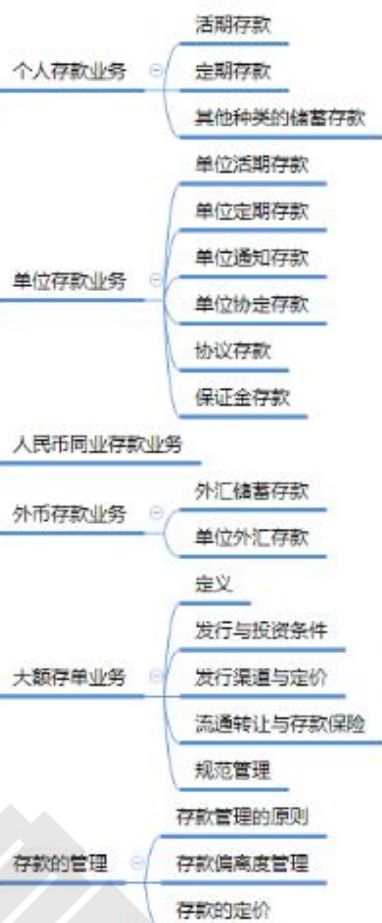 个人存款业务
活期存款
定期存款
其他种类的储蓄存款
单位存款业务
单位活期存款
单位定期存款
单位通知存款
单位协定存款
协议存款
保证金存款
人民币同业存款业务
外币存款业务
外汇储蓄存款
单位外汇存款
大额存单业务
定义
发行与投资条件
发行渠道与定价
流通转让与存款保险
规范管理
存款的管理
存款管理的原则
存款偏离度管理
存款的定价